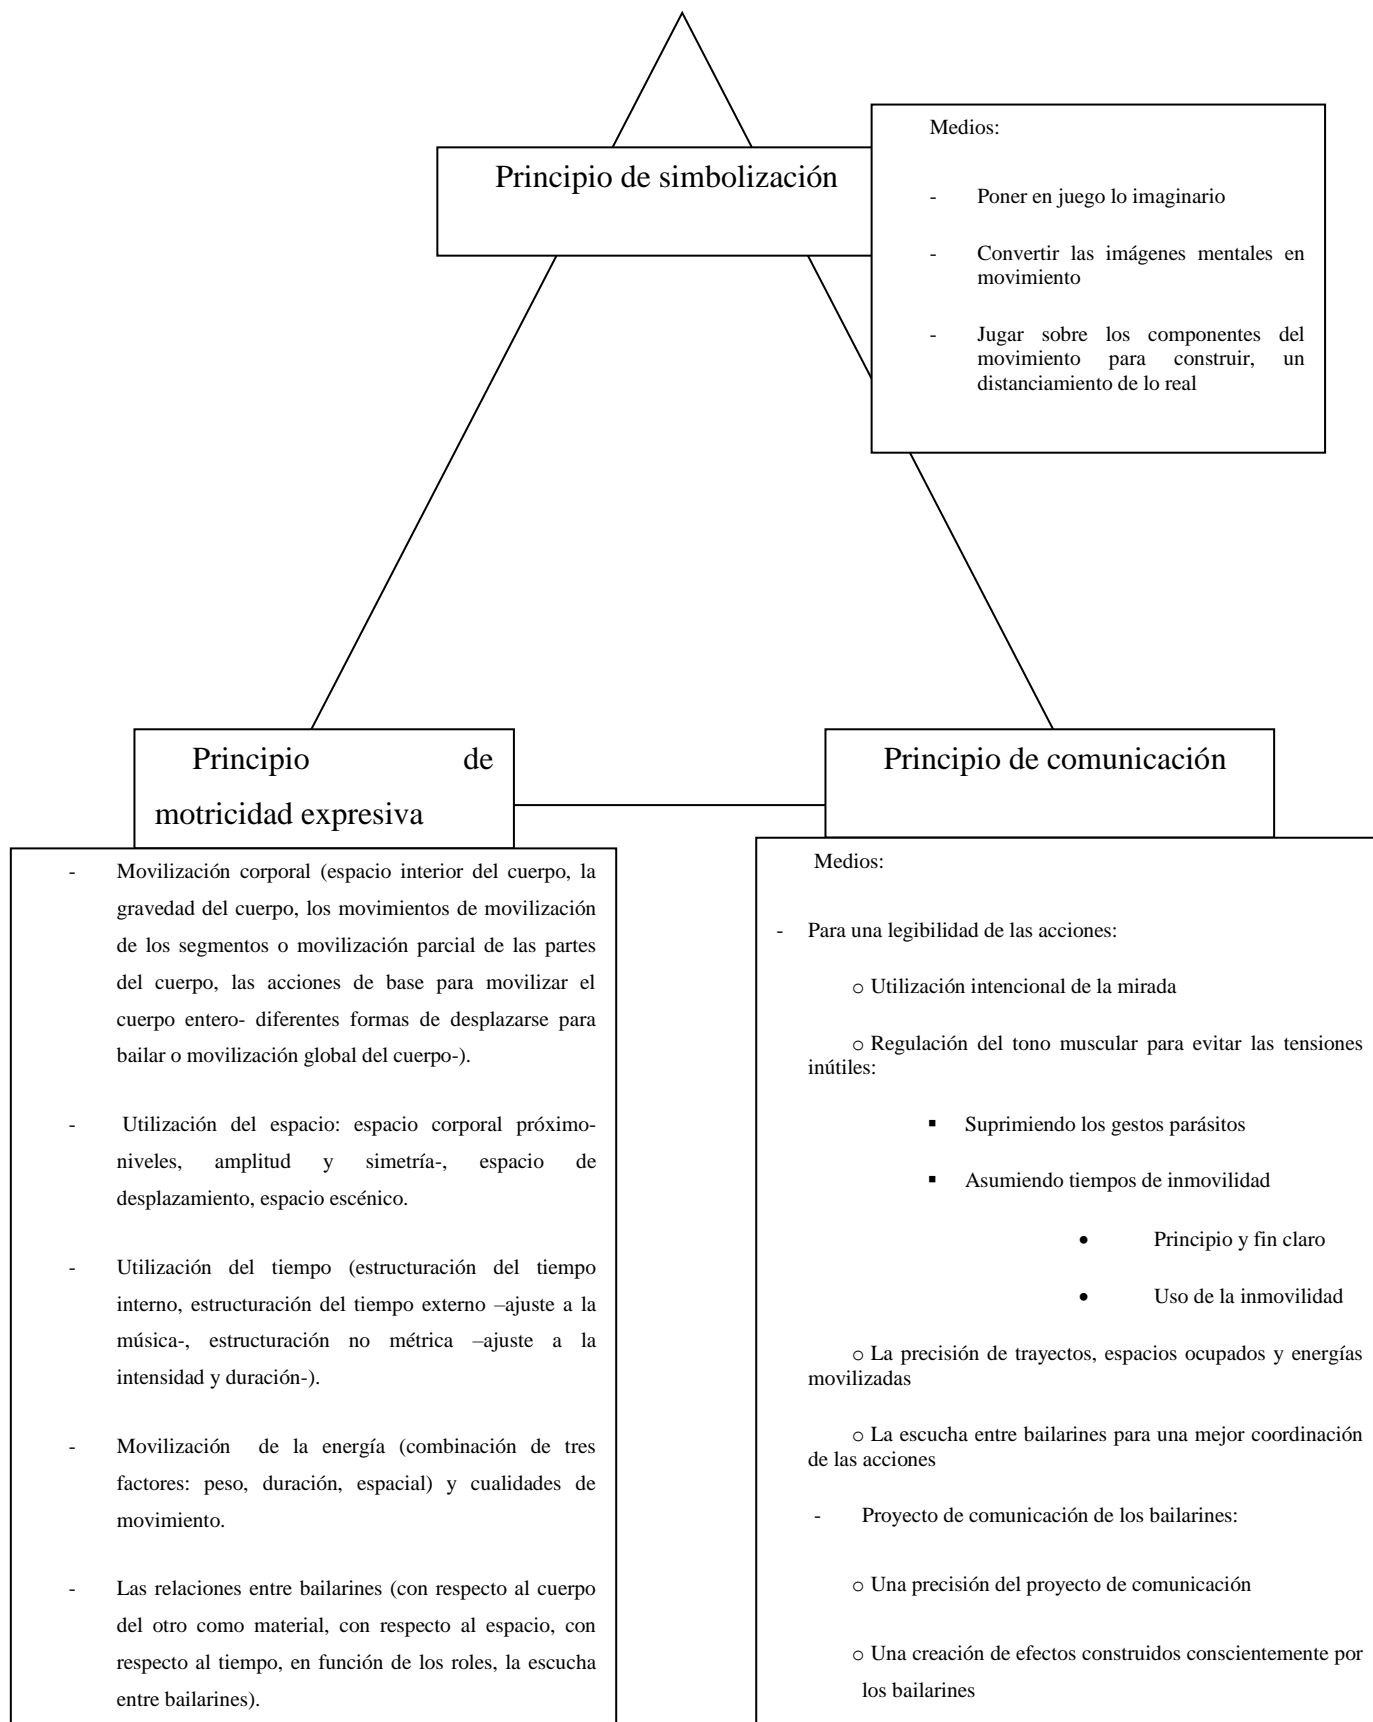 Principio de simbolización
Medios:
- Poner en juego lo imaginario
- Convertir las imágenes mentales en
movimiento
- Jugar sobre los componentes del
movimiento para construir, un
distanciamiento de lo real
Principio de
motricidad expresiva
- Movilización corporal (espacio interior del cuerpo, la
gravedad del cuerpo, los movimientos de movilización
de los segmentos o movilización parcial de las partes
del cuerpo, las acciones de base para movilizar el
cuerpo entero- diferentes formas de desplazarse para
bailar o movilización global del cuerpo-).
- Utilización del espacio: espacio corporal próximo-
niveles, amplitud y simetría-, espacio de
desplazamiento, espacio escénico.
- Utilización del tiempo (estructuración del tiempo
interno, estructuración del tiempo externo –ajuste a la
música-, estructuración no métrica –ajuste a la
intensidad y duración-).
- Movilización de la energía (combinación de tres
factores: peso, duración, espacial) y cualidades de
movimiento.
- Las relaciones entre bailarines (con respecto al cuerpo
del otro como material, con respecto al espacio, con
respecto al tiempo, en función de los roles, la escucha
entre bailarines).
Principio de comunicación
Medios:
- Para una legibilidad de las acciones:
o Utilización intencional de la mirada
o Regulación del tono muscular para evitar las tensiones
inútiles:
▪ Suprimiendo los gestos parásitos
▪ Asumiendo tiempos de inmovilidad
• Principio y fin claro
• Uso de la inmovilidad
o La precisión de trayectos, espacios ocupados y energías
movilizadas
o La escucha entre bailarines para una mejor coordinación
de las acciones
- Proyecto de comunicación de los bailarines:
o Una precisión del proyecto de comunicación
o Una creación de efectos construidos conscientemente por
los bailarines